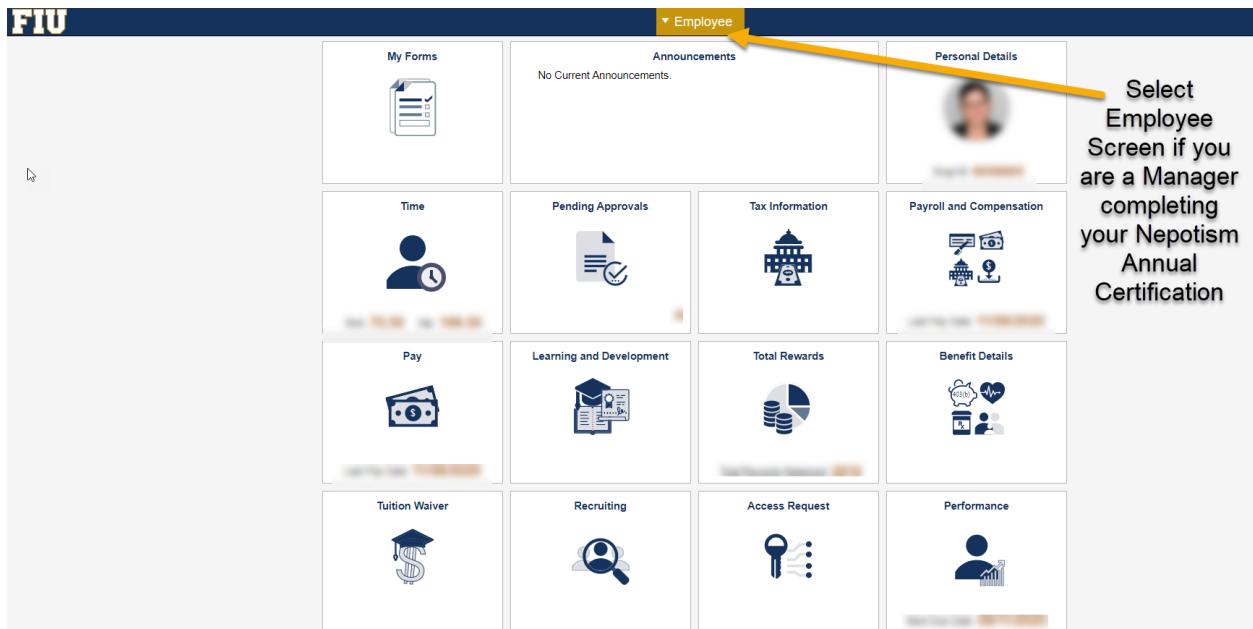 FIU
Employee
My Forms
Announcements
No Current Announcements.
Personal Details
Select
Employee
Screen if you
are a Manager
completing
your Nepotism
Annual
Certification
Time
Pending Approvals
Tax Information
Payroll and Compensation
Pay
Learning and Development
Total Rewards
Benefit Details
403(b)
Tuition Waiver
Recruiting
Access Request
Performance